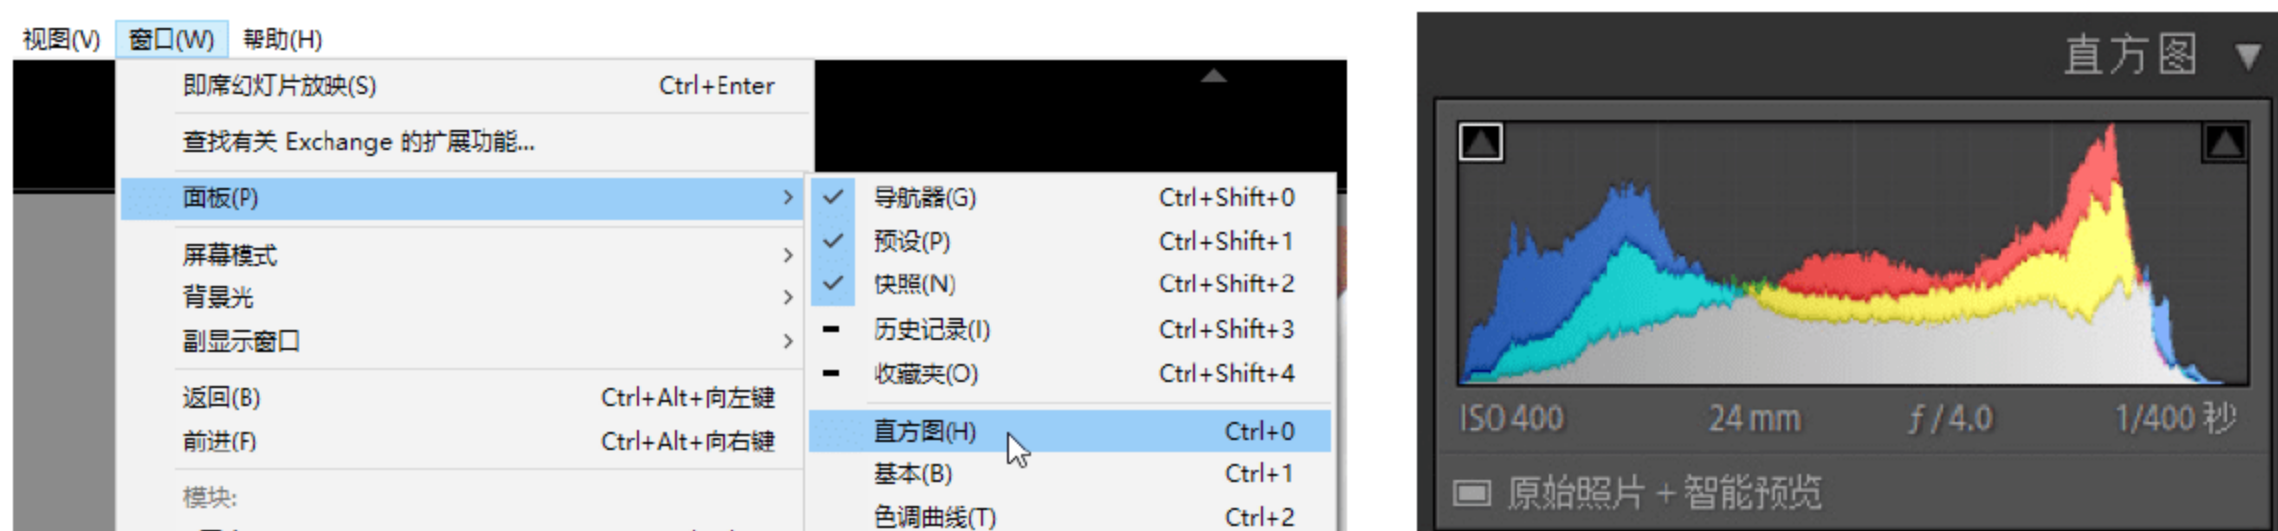 视图(V) 窗口(W) 帮助(H)
即席幻灯片放映(S) Ctrl+Enter
查找有关 Exchange 的扩展功能...
面板(P)
屏幕模式
背景光
副显示窗口
返回(B) Ctrl+Alt+向左键
前进(F) Ctrl+Alt+向右键
模块:
导航器(G) Ctrl+Shift+0
预设(P) Ctrl+Shift+1
快照(N) Ctrl+Shift+2
历史记录(I) Ctrl+Shift+3
收藏夹(O) Ctrl+Shift+4
直方图(H) Ctrl+0
基本(B) Ctrl+1
色调曲线(T) Ctrl+2
直方图
ISO 400 24 mm ƒ / 4.0 1/400 秒
原始照片 + 智能预览